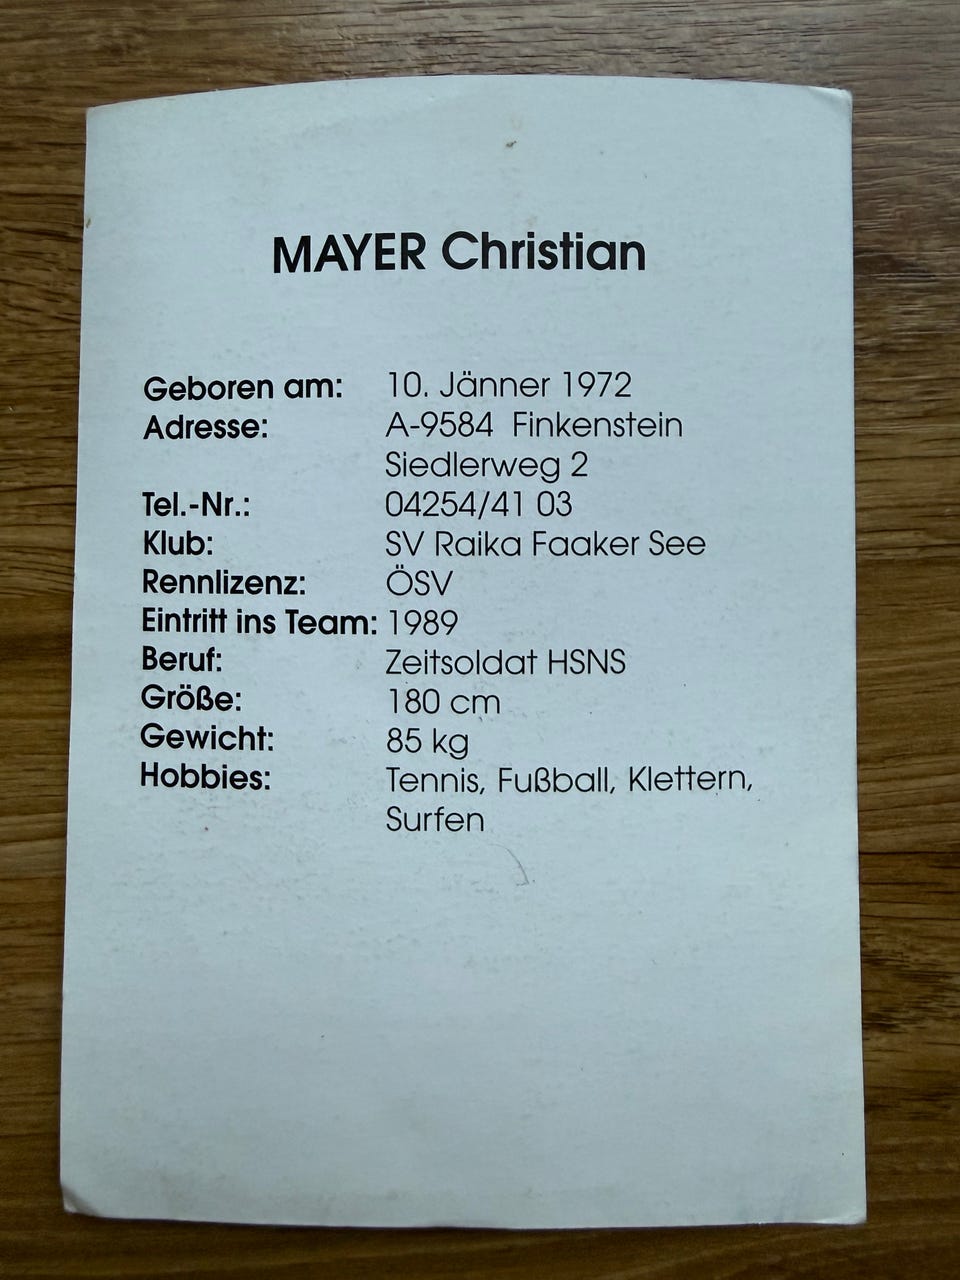 MAYER Christian
Geboren am: 10. Jänner 1972
Adresse: A-9584 Finkenstein
Siedlerweg 2
Tel.-Nr.: 04254/41 03
Klub: SV Raika Faaker See
Rennlizenz: ÖSV
Eintritt ins Team: 1989
Beruf: Zeitsoldat HSNS
Größe: 180 cm
Gewicht: 85 kg
Hobbies: Tennis, Fußball, Klettern,
Surfen